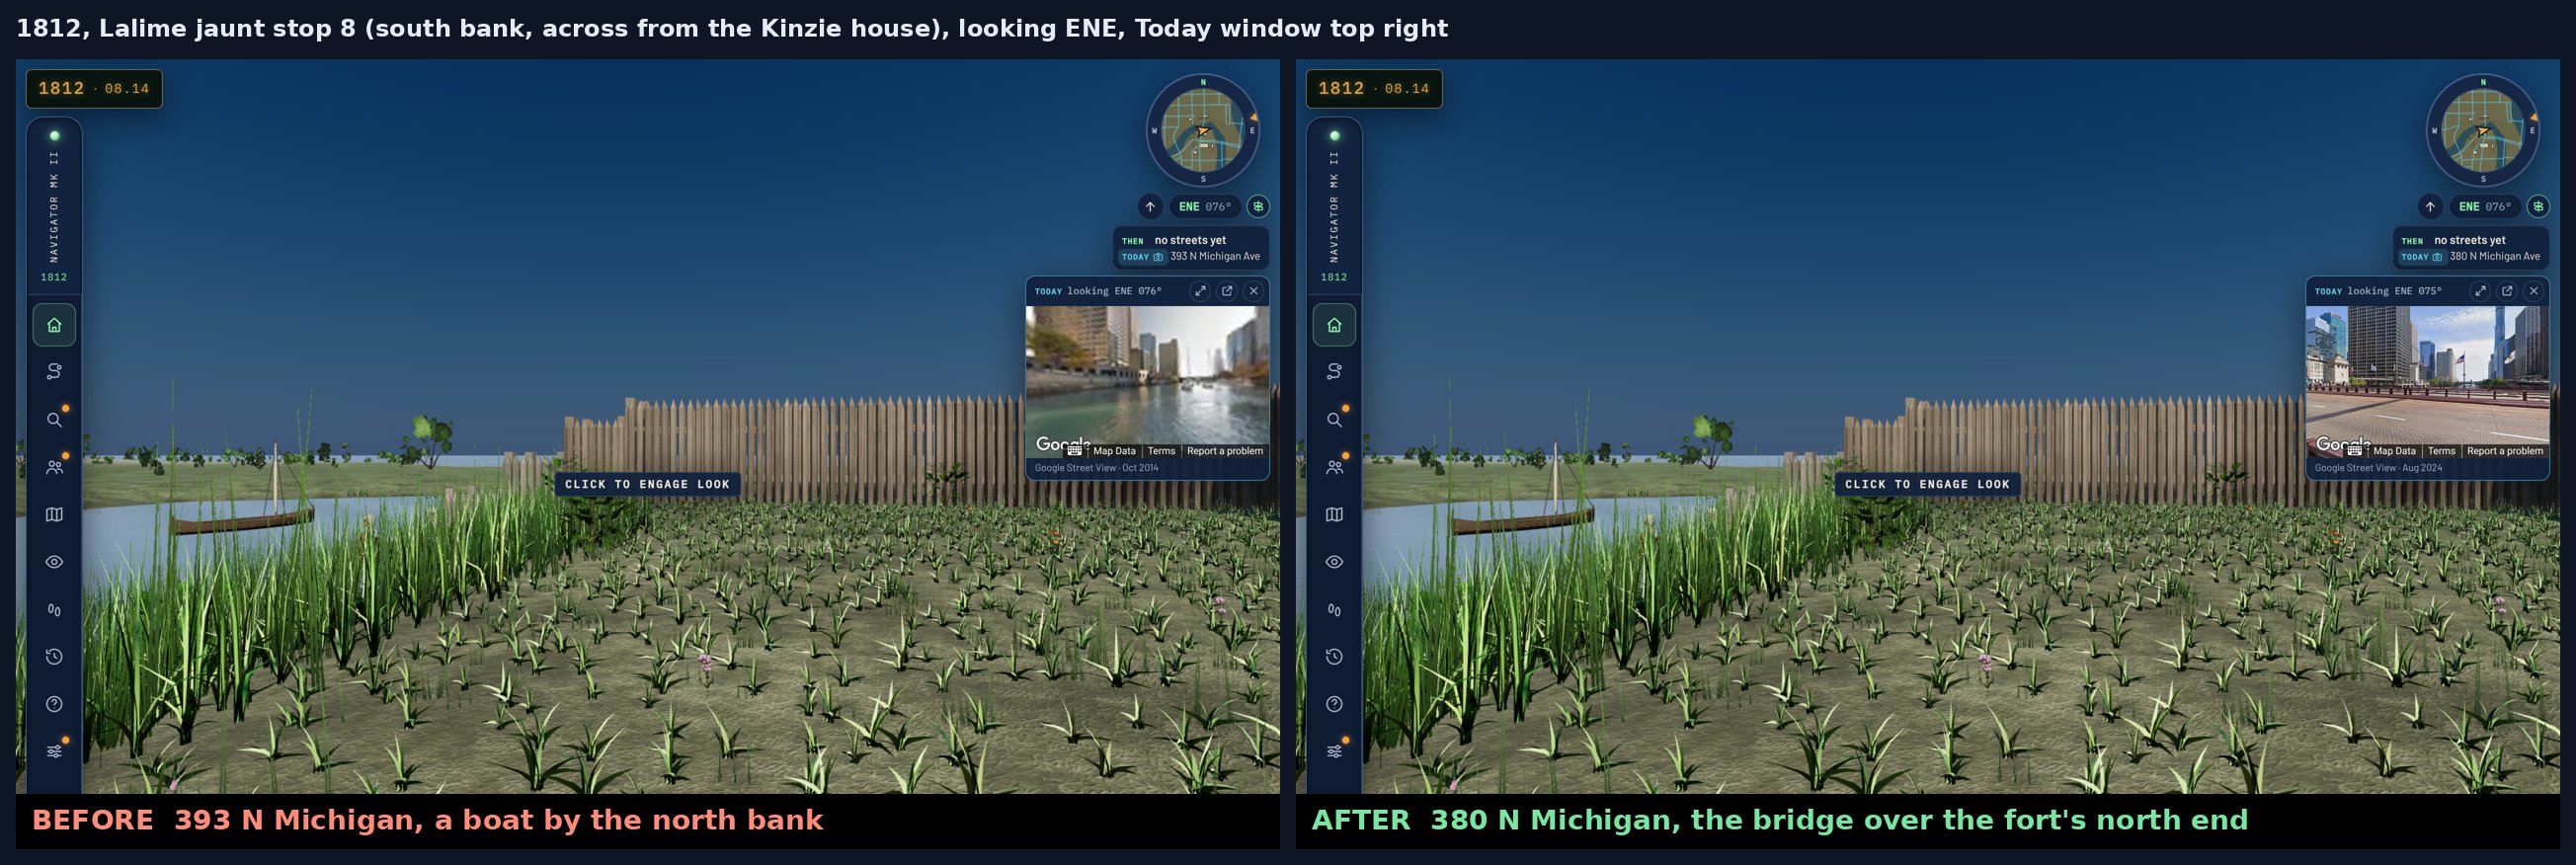 1812, Lalime jaunt stop 8 (south bank, across from the Kinzie house), looking ENE, Today window top right
1812 · 08.14
NAVIGATOR MK II
1812
N
W E
S
ENE 076°
THEN no streets yet
TODAY 393 N Michigan Ave
TODAY looking ENE 076°
Google
Map Data Terms Report a problem
Google Street View · Oct 2014
CLICK TO ENGAGE LOOK
BEFORE 393 N Michigan, a boat by the north bank
1812 · 08.14
NAVIGATOR MK II
1812
N
W E
S
ENE 076°
THEN no streets yet
TODAY 380 N Michigan Ave
TODAY looking ENE 075°
Google
Map Data Terms Report a problem
Google Street View · Aug 2024
CLICK TO ENGAGE LOOK
AFTER 380 N Michigan, the bridge over the fort's north end